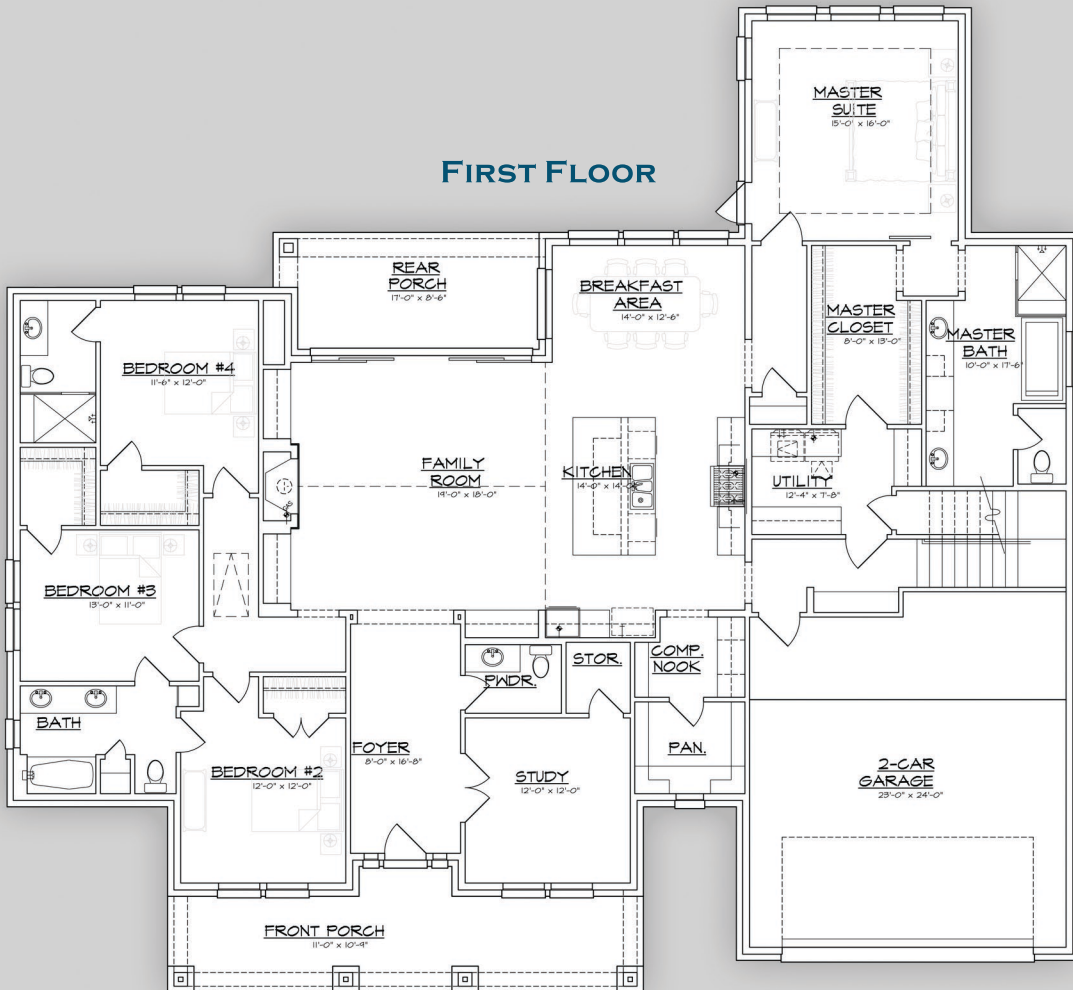 FIRST FLOOR
MASTER
SUITE
15'-0" x 16'-0"
REAR
PORCH
17'-0" x 8'-6"
BREAKFAST
AREA
14'-0" x 12'-6"
MASTER
CLOSET
8'-0" x 13'-0"
MASTER
BATH
10'-0" x 17'-6"
BEDROOM #4
11'-6" x 12'-0"
FAMILY
ROOM
19'-0" x 18'-0"
KITCHEN
14'-0" x 14'-0"
UTILITY
12'-4" x 7'-8"
BEDROOM #3
13'-0" x 11'-0"
COMP.
NOOK
STOR.
PWDR.
BATH
PAN.
FOYER
8'-0" x 16'-8"
BEDROOM #2
12'-0" x 12'-0"
STUDY
12'-0" x 12'-0"
2-CAR
GARAGE
23'-0" x 24'-0"
FRONT PORCH
11'-0" x 10'-9"